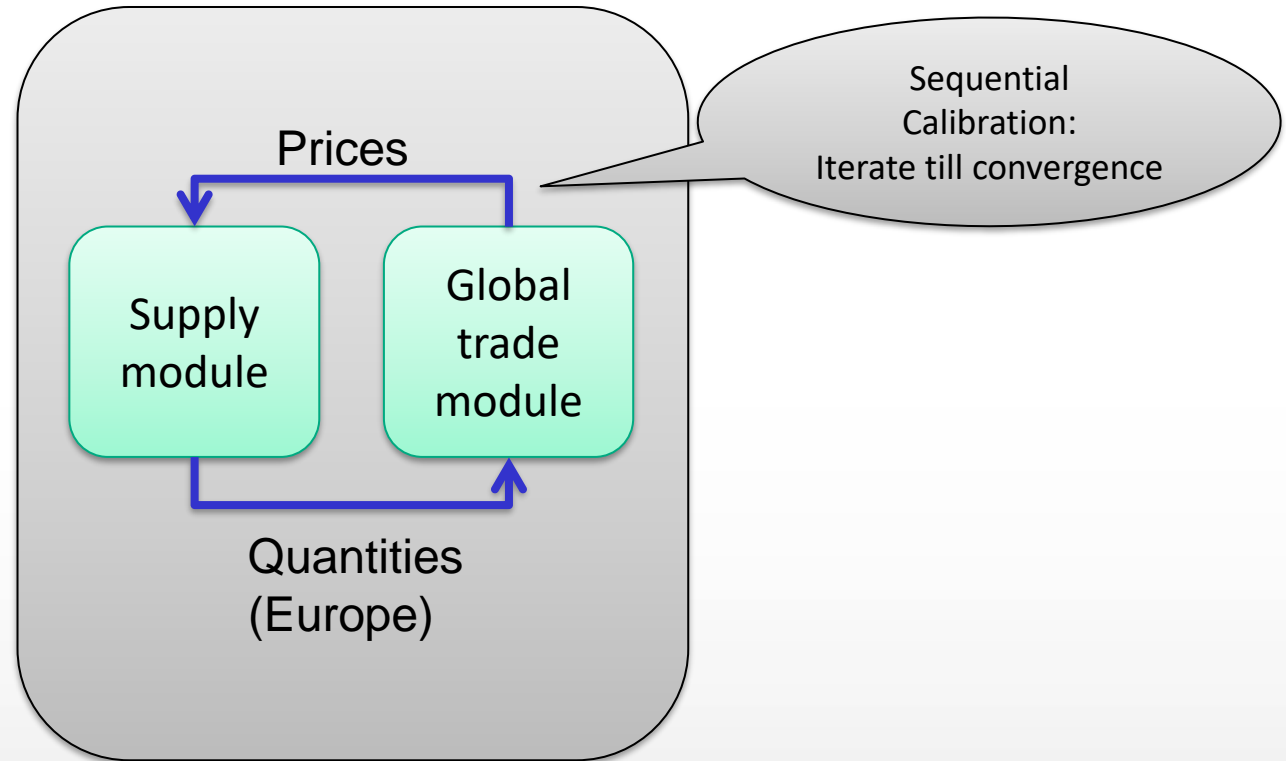 Sequential
Calibration:
Iterate till convergence
Prices
Supply
module
Global
trade
module
Quantities
(Europe)